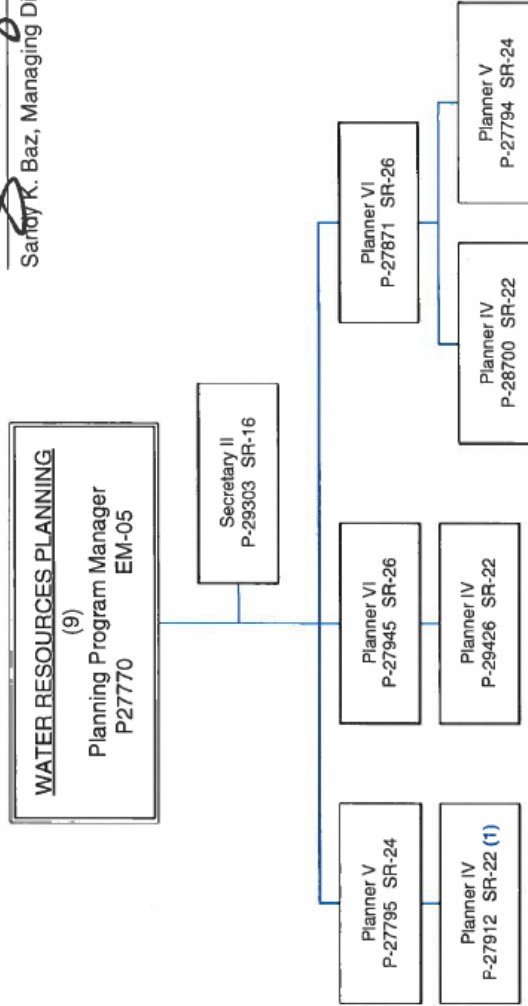 Sandy K. Baz, Managing Di
WATER RESOURCES PLANNING
(9)
Planning Program Manager
P27770 EM-05
Secretary II
P-29303 SR-16
Planner V
P-27795 SR-24
Planner IV
P-27912 SR-22 (1)
Planner VI
P-27945 SR-26
Planner IV
P-29426 SR-22
Planner VI
P-27871 SR-26
Planner IV
P-28700 SR-22
Planner V
P-27794 SR-24